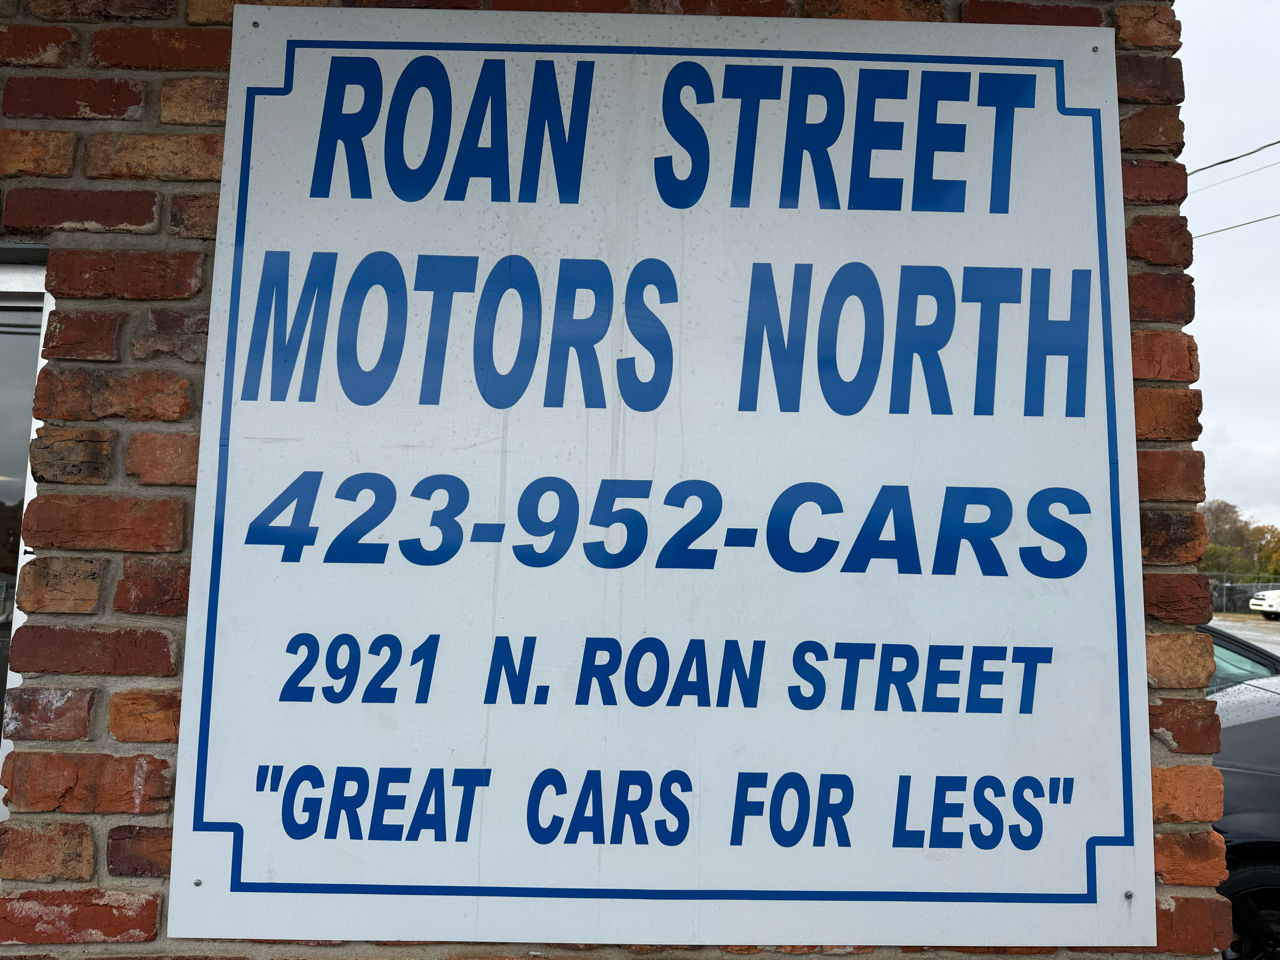 ROAN STREET
MOTORS NORTH
423-952-CARS
2921 N. ROAN STREET
"GREAT CARS FOR LESS"